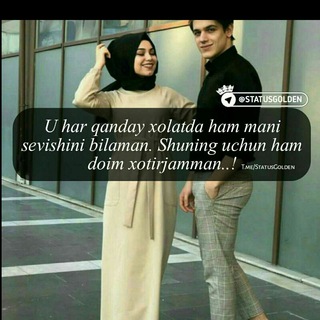 @STATUSGOLDEN
U har qanday xolatda ham mani
sevishini bilaman. Shuning uchun ham
doim xotirjamman..! T.ME/STATUSGOLDEN